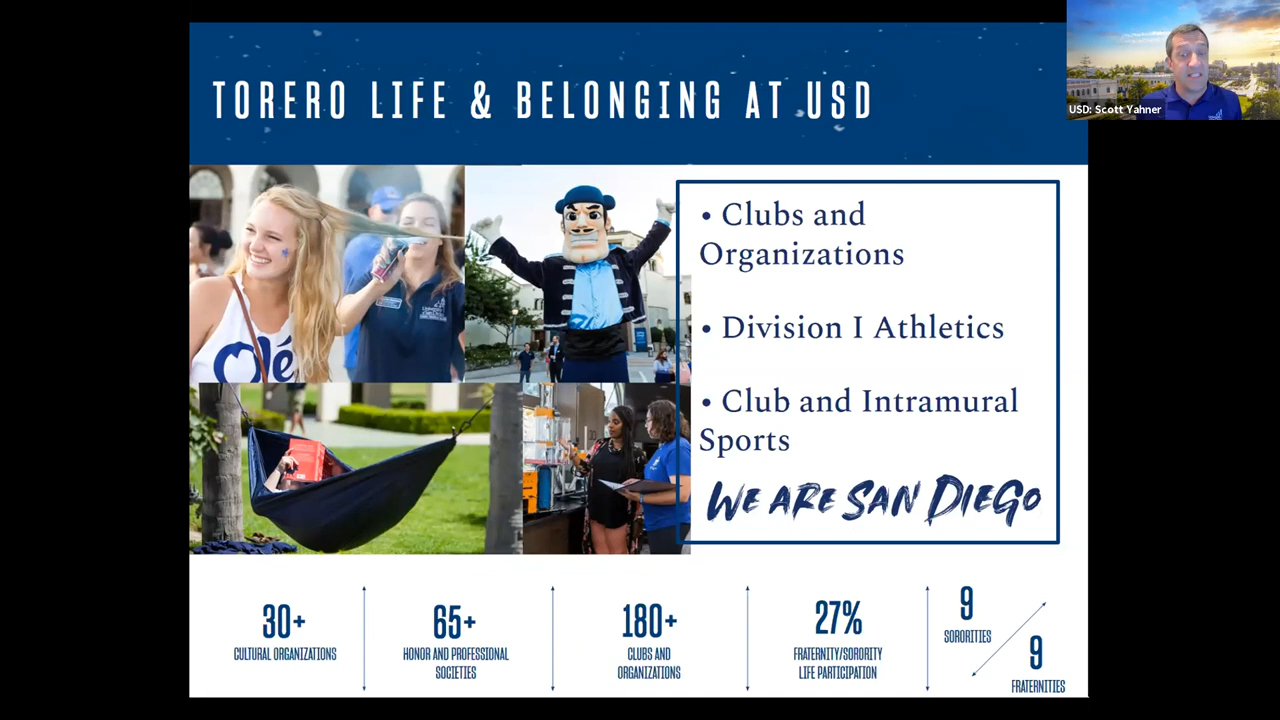 TORERO LIFE & BELONGING AT USD
USD: Scott Yahner
Olé
• Clubs and
Organizations
• Division I Athletics
• Club and Intramural
Sports
WE ARE SAN DIEGO
30+
CULTURAL ORGANIZATIONS
65+
HONOR AND PROFESSIONAL
SOCIETIES
180+
CLUBS AND
ORGANIZATIONS
27%
FRATERNITY/SORORITY
LIFE PARTICIPATION
9
SORORITIES
9
FRATERNITIES